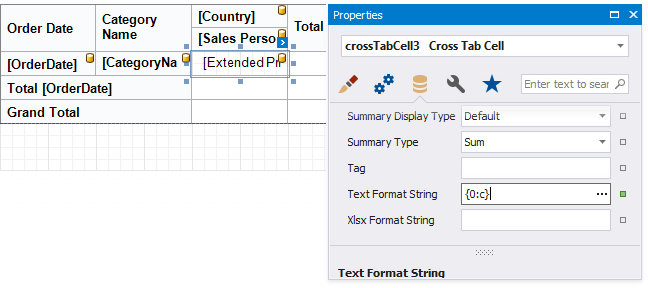 Order Date
Category Name
[Country]
Total
[Sales Perso
[OrderDate]
[CategoryNa
[Extended Pri
Total [OrderDate]
Grand Total
Properties
crossTabCell3 Cross Tab Cell
Enter text to sear
Summary Display Type Default
Summary Type Sum
Tag
Text Format String {0:c}
Xlsx Format String
Text Format String